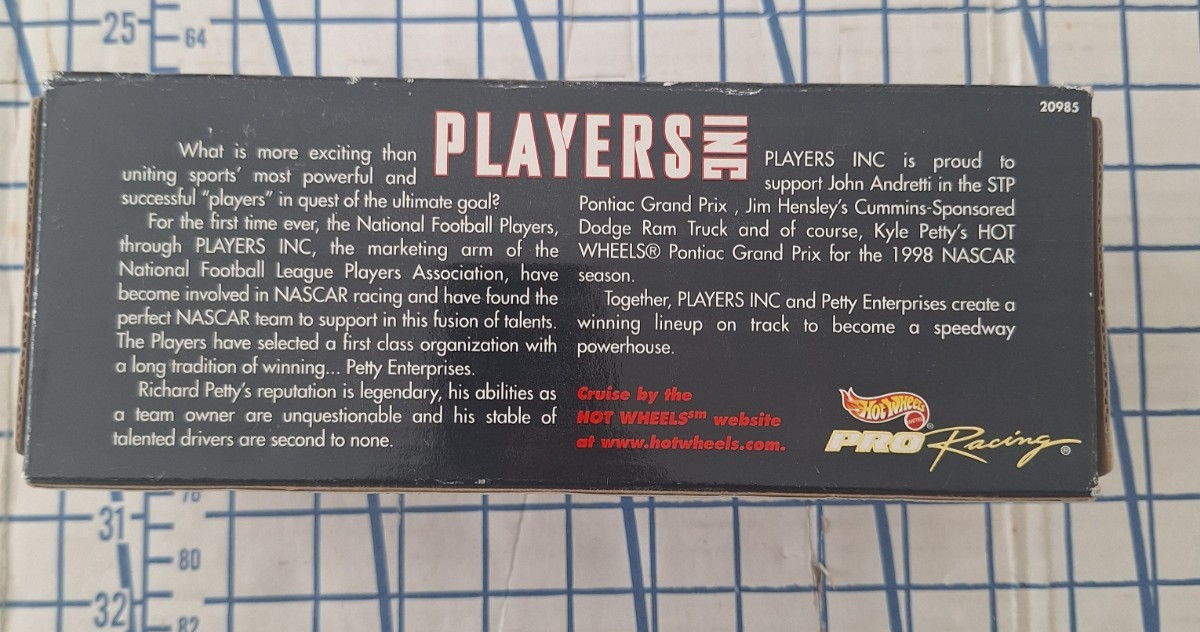 25
64
20985
PLAYERS INC
What is more exciting than
uniting sports' most powerful and
successful "players" in quest of the ultimate goal?
For the first time ever, the National Football Players,
through PLAYERS INC, the marketing arm of the
National Football League Players Association, have
become involved in NASCAR racing and have found the
perfect NASCAR team to support in this fusion of talents.
The Players have selected a first class organization with
a long tradition of winning... Petty Enterprises.
Richard Petty's reputation is legendary, his abilities as
a team owner are unquestionable and his stable of
talented drivers are second to none.
PLAYERS INC is proud to
support John Andretti in the STP
Pontiac Grand Prix , Jim Hensley's Cummins-Sponsored
Dodge Ram Truck and of course, Kyle Petty's HOT
WHEELS® Pontiac Grand Prix for the 1998 NASCAR
season.
Together, PLAYERS INC and Petty Enterprises create a
winning lineup on track to become a speedway
powerhouse.
Cruise by the
HOT WHEELS℠ website
at www.hotwheels.com.
Hot Wheels®
PRO Racing®
31
80
32
82